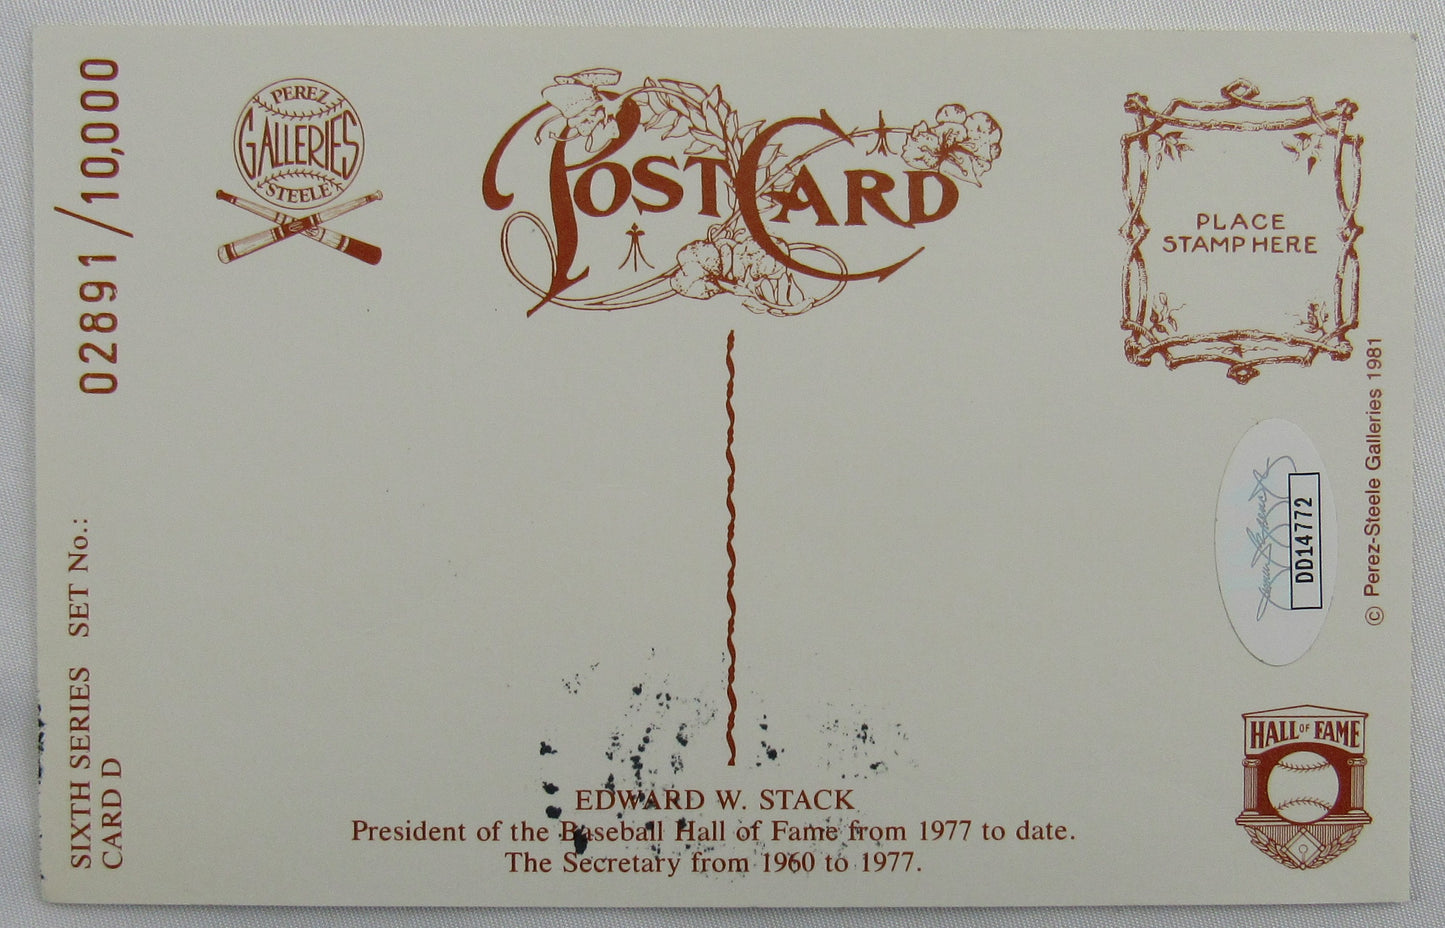 02891 / 10,000
SIXTH SERIES SET No.:
CARD D
PEREZ
GALLERIES
STEELE
POSTCARD
PLACE
STAMP HERE
© Perez-Steele Galleries 1981
DD14772
HALL OF FAME
EDWARD W. STACK
President of the Baseball Hall of Fame from 1977 to date.
The Secretary from 1960 to 1977.